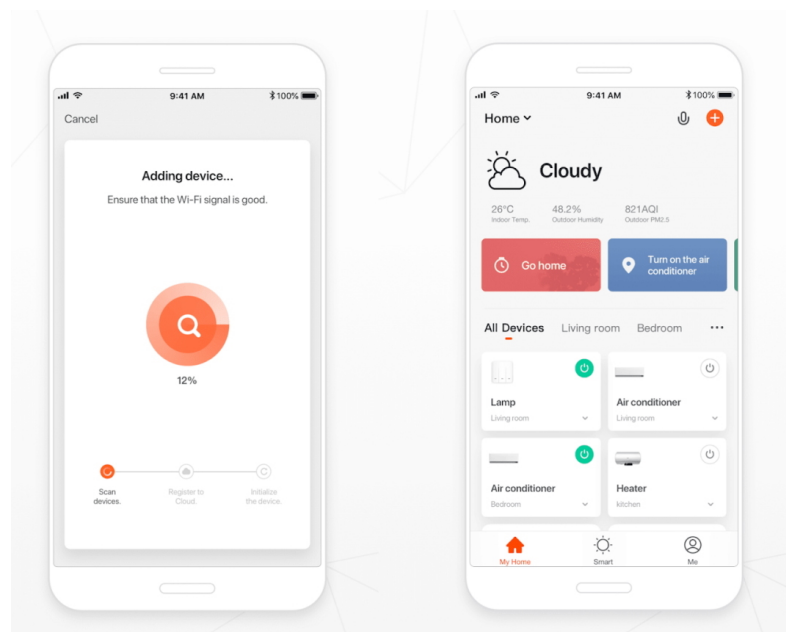 9:41 AM
100%
Cancel
Adding device...
Ensure that the Wi-Fi signal is good.
12%
Scan
devices.
Register to
Cloud.
Initialize
the device.
9:41 AM
100%
Home
Cloudy
26°C
48.2%
821AQI
Indoor Temp.
Outdoor Humidity
Outdoor PM2.5
Go home
Turn on the air
conditioner
All Devices
Living room
Bedroom
Lamp
Living room
Air conditioner
Living room
Air conditioner
Bedroom
Heater
kitchen
My Home
Smart
Me